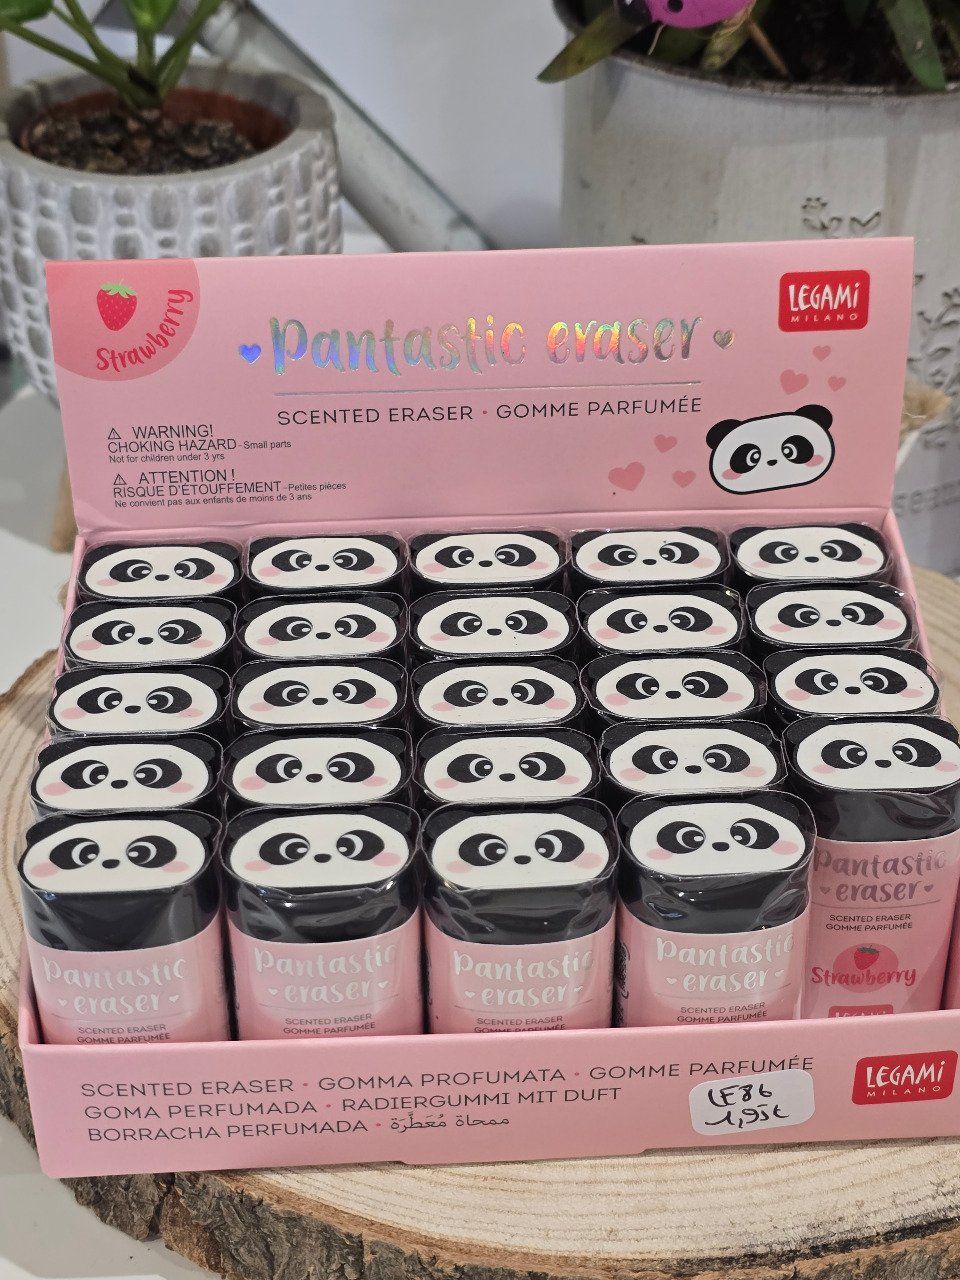 Strawberry
LEGAMI
MILANO
Pantastic eraser
SCENTED ERASER • GOMME PARFUMÉE
⚠ WARNING!
CHOKING HAZARD - Small parts
Not for children under 3 yrs
⚠ ATTENTION !
RISQUE D'ÉTOUFFEMENT - Petites pièces
Ne convient pas aux enfants de moins de 3 ans
Pantastic
eraser
SCENTED ERASER
GOMME PARFUMÉE
Pantastic
eraser
SCENTED ERASER
GOMME PARFUMÉE
Pantastic
eraser
SCENTED ERASER
GOMME PARFUMÉE
Pantastic
eraser
SCENTED ERASER
GOMME PARFUMÉE
Pantastic
eraser
SCENTED ERASER
GOMME PARFUMÉE
Strawberry
LEGAMI
SCENTED ERASER • GOMMA PROFUMATA • GOMME PARFUMÉE
GOMA PERFUMADA • RADIERGUMMI MIT DUFT
BORRACHA PERFUMADA • ممحاة مُعَطَّرَة
LE86
1,95€
LEGAMI
MILANO